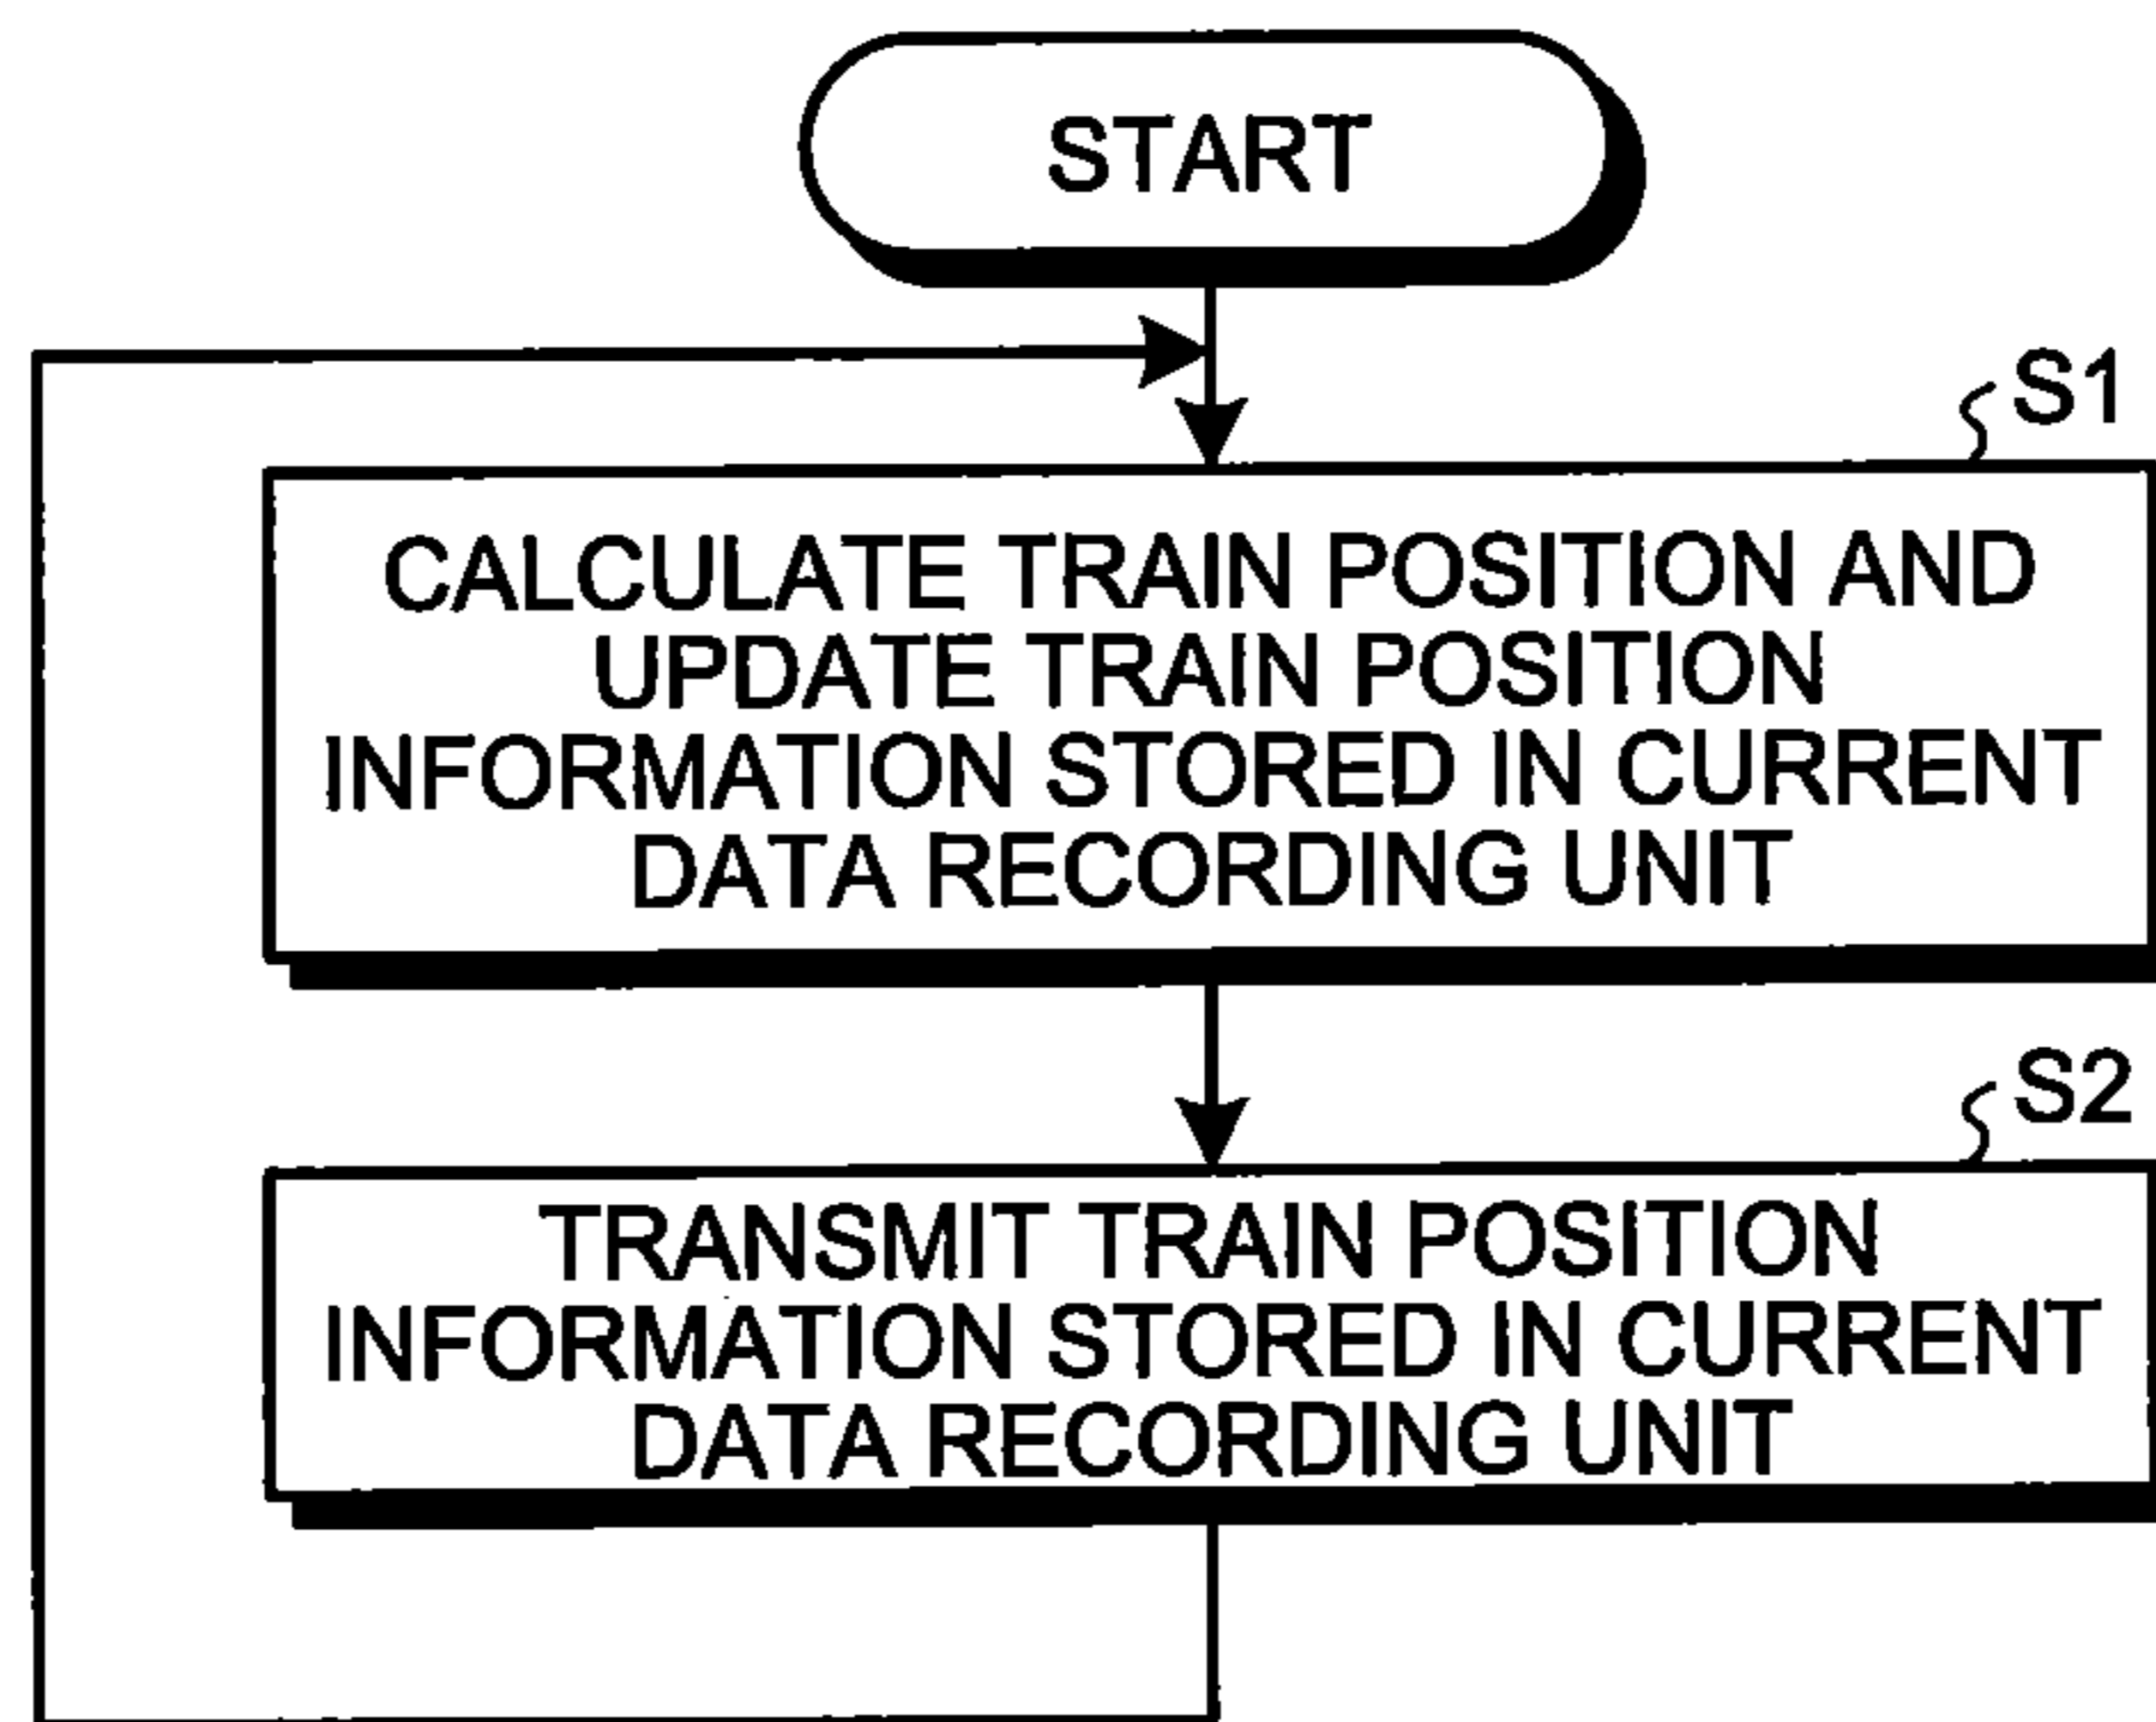 START
S1
CALCULATE TRAIN POSITION AND
UPDATE TRAIN POSITION
INFORMATION STORED IN CURRENT
DATA RECORDING UNIT
S2
TRANSMIT TRAIN POSITION
INFORMATION STORED IN CURRENT
DATA RECORDING UNIT